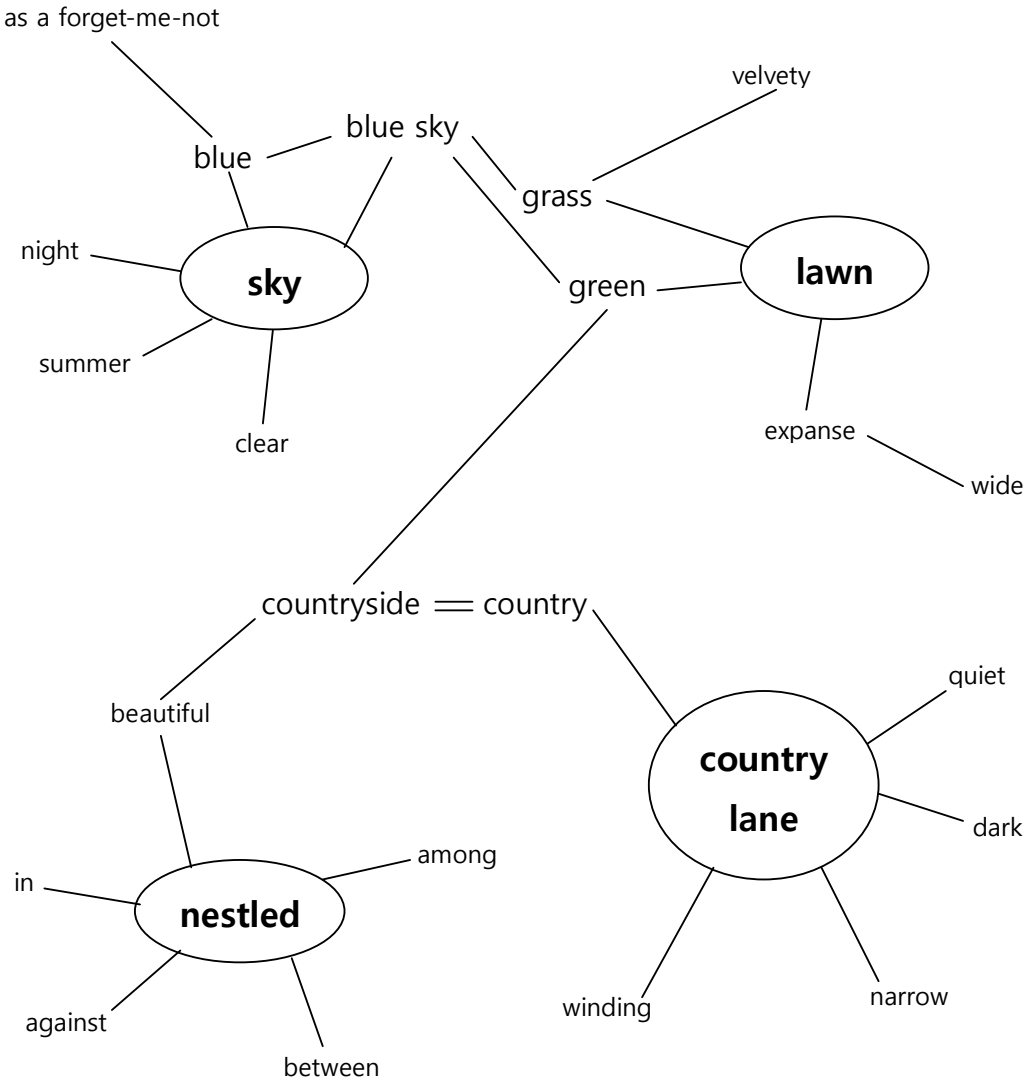 as a forget-me-not
velvety
blue sky
blue
grass
night
sky
lawn
green
summer
clear
expanse
wide
countryside
country
quiet
beautiful
country
lane
dark
among
in
nestled
winding
narrow
against
between